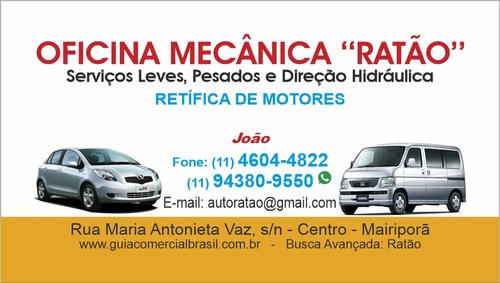 OFICINA MECÂNICA “RATÃO”
Serviços Leves, Pesados e Direção Hidráulica
RETÍFICA DE MOTORES
João
Fone: (11) 4604-4822
(11) 94380-9550
E-mail: autoratao@gmail.com
Rua Maria Antonieta Vaz, s/n - Centro - Mairiporã
www.guiacomercialbrasil.com.br - Busca Avançada: Ratão